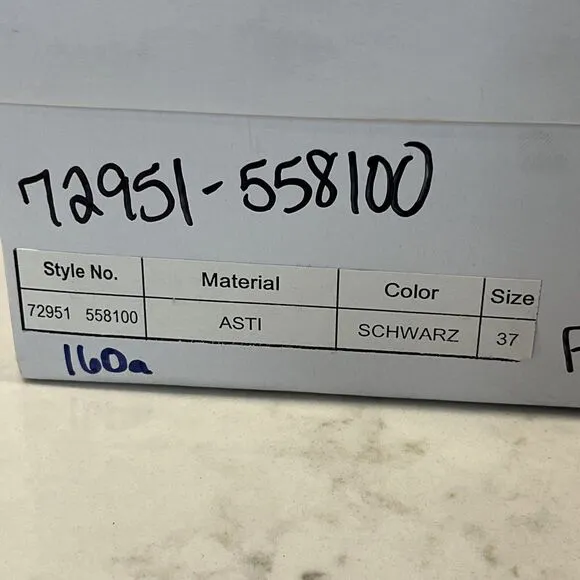 72951-558100
Style No. Material Color Size
72951 558100 ASTI SCHWARZ 37
160a